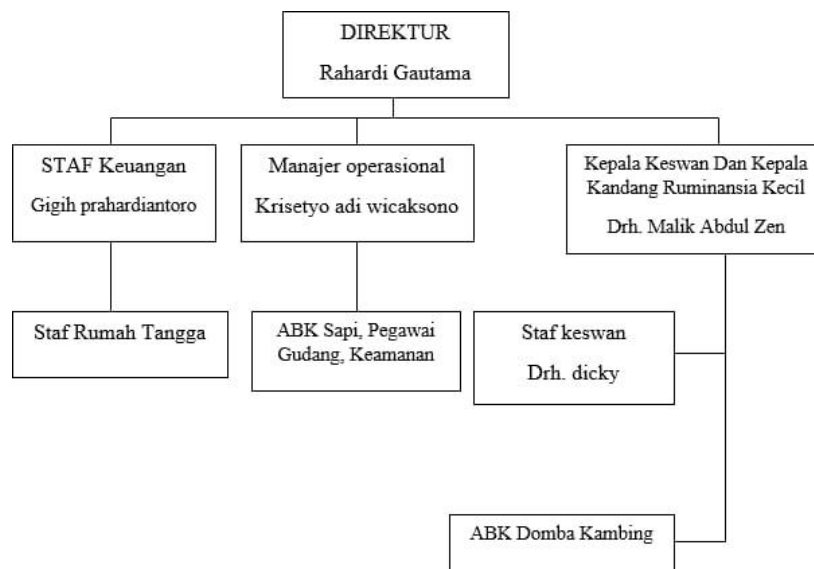 DIREKTUR
Rahardi Gautama
STAF Keuangan
Gigih prahardiantoro
Manajer operasional
Krisetyo adi wicaksono
Kepala Keswan Dan Kepala
Kandang Ruminansia Kecil
Drh. Malik Abdul Zen
Staf Rumah Tangga
ABK Sapi, Pegawai
Gudang, Keamanan
Staf keswan
Drh. dicky
ABK Domba Kambing